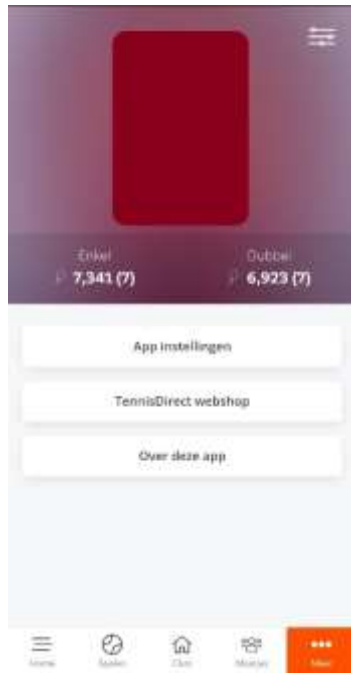 Enkel
Dubbel
7,341 (7)
6,923 (7)
App instellingen
TennisDirect webshop
Over deze app
Home
Spelen
Club
Meer